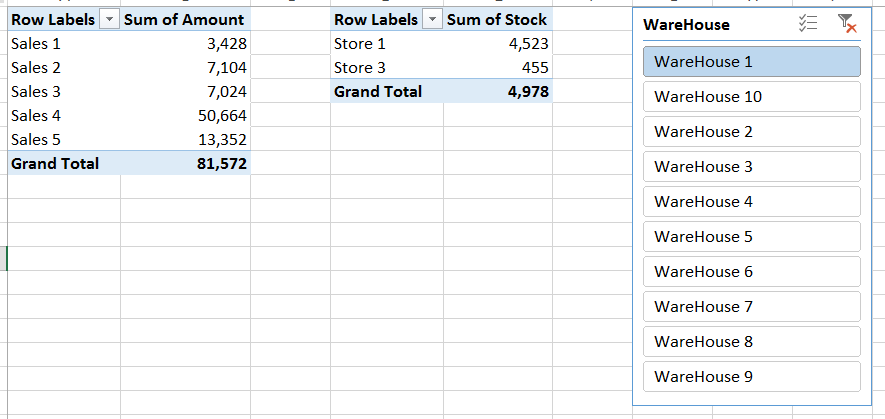 Row Labels Sum of Amount
Sales 1 3,428
Sales 2 7,104
Sales 3 7,024
Sales 4 50,664
Sales 5 13,352
Grand Total 81,572
Row Labels Sum of Stock
Store 1 4,523
Store 3 455
Grand Total 4,978
WareHouse
WareHouse 1
WareHouse 10
WareHouse 2
WareHouse 3
WareHouse 4
WareHouse 5
WareHouse 6
WareHouse 7
WareHouse 8
WareHouse 9